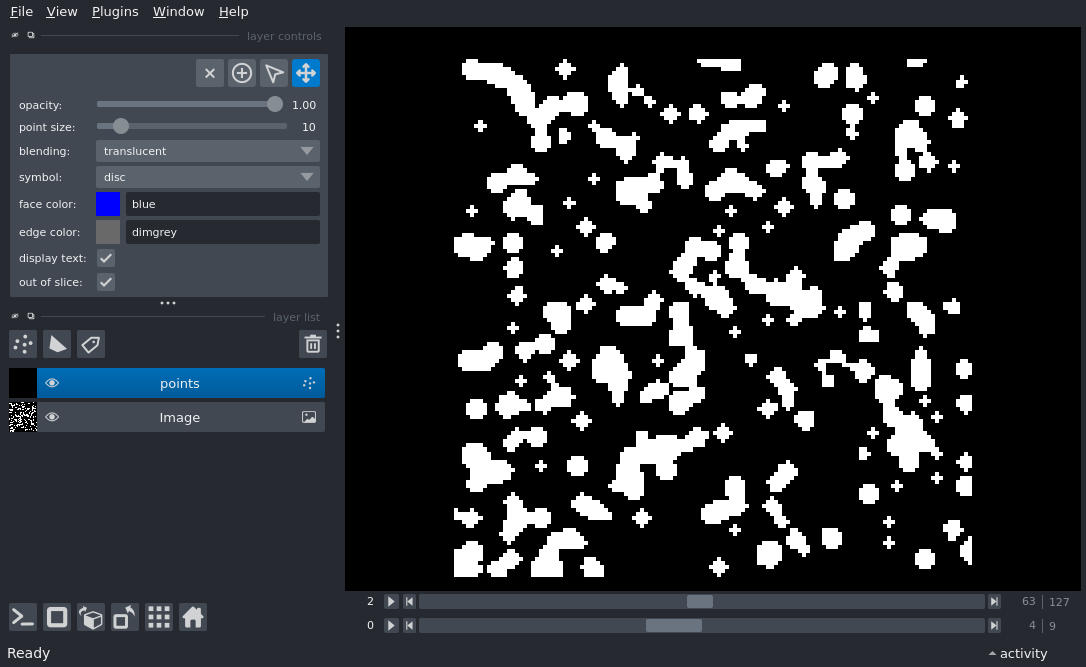 File View Plugins Window Help
layer controls
opacity: 1.00
point size: 10
blending: translucent
symbol: disc
face color: blue
edge color: dimgrey
display text:
out of slice:
layer list
points
Image
2 63 127
0 4 9
Ready activity